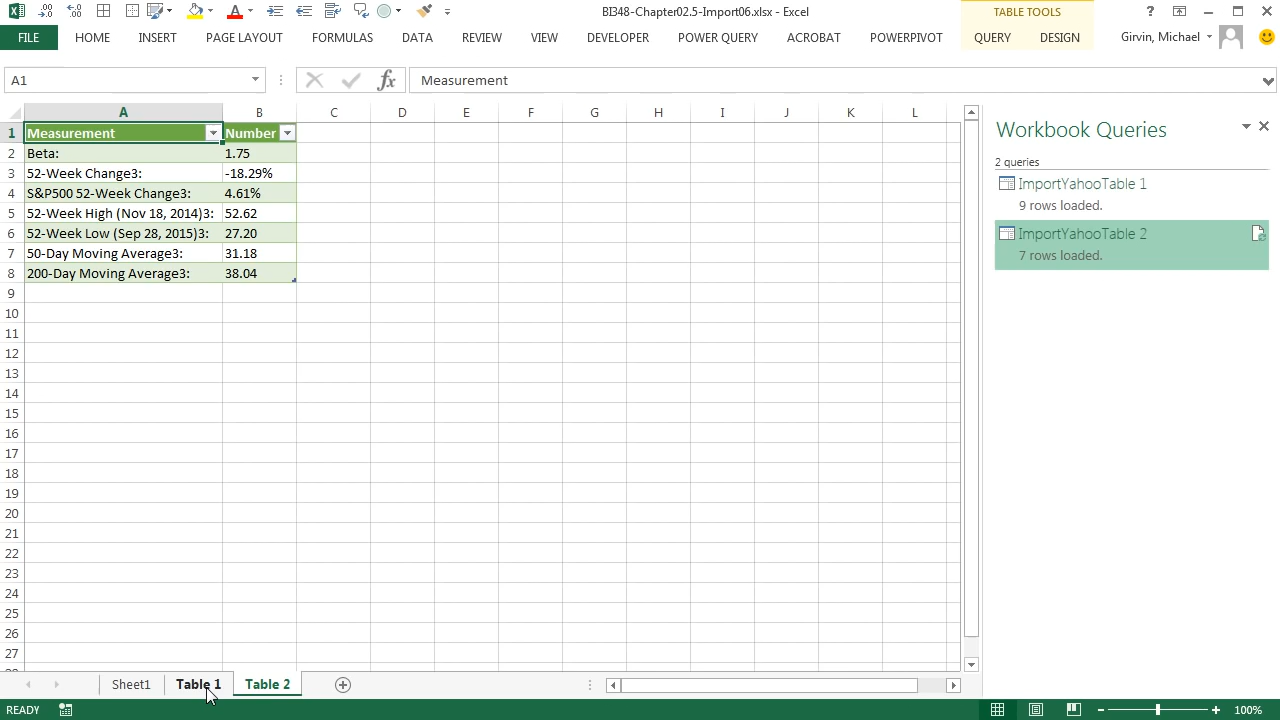 BI348-Chapter02.5-Import06.xlsx - Excel
TABLE TOOLS
FILE HOME INSERT PAGE LAYOUT FORMULAS DATA REVIEW VIEW DEVELOPER POWER QUERY ACROBAT POWERPIVOT QUERY DESIGN Girvin, Michael
A1 fx Measurement
A B C D E F G H I J K L
1 Measurement Number
2 Beta: 1.75
3 52-Week Change3: -18.29%
4 S&P500 52-Week Change3: 4.61%
5 52-Week High (Nov 18, 2014)3: 52.62
6 52-Week Low (Sep 28, 2015)3: 27.20
7 50-Day Moving Average3: 31.18
8 200-Day Moving Average3: 38.04
9
10
11
12
13
14
15
16
17
18
19
20
21
22
23
24
25
26
27
Workbook Queries
2 queries
ImportYahooTable 1
9 rows loaded.
ImportYahooTable 2
7 rows loaded.
Sheet1 Table 1 Table 2
READY 100%